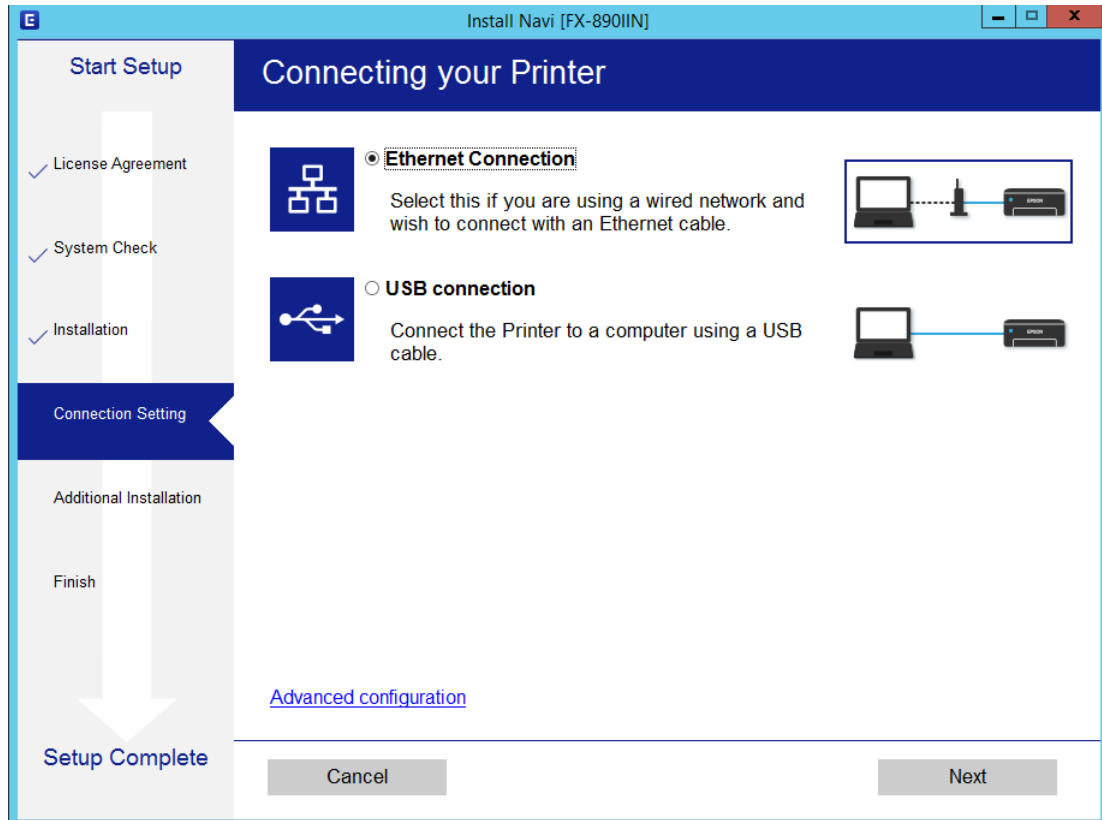 Install Navi [FX-890IIN]
Start Setup
License Agreement
System Check
Installation
Connection Setting
Additional Installation
Finish
Setup Complete
Connecting your Printer
Ethernet Connection
Select this if you are using a wired network and
wish to connect with an Ethernet cable.
EPSON
USB connection
Connect the Printer to a computer using a USB
cable.
EPSON
Advanced configuration
Cancel
Next